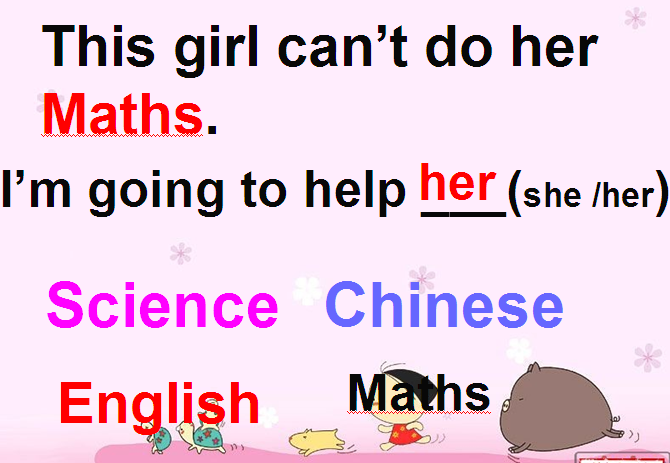 This girl can’t do her
Maths.
I’m going to help her(she /her)
Science Chinese
English Maths